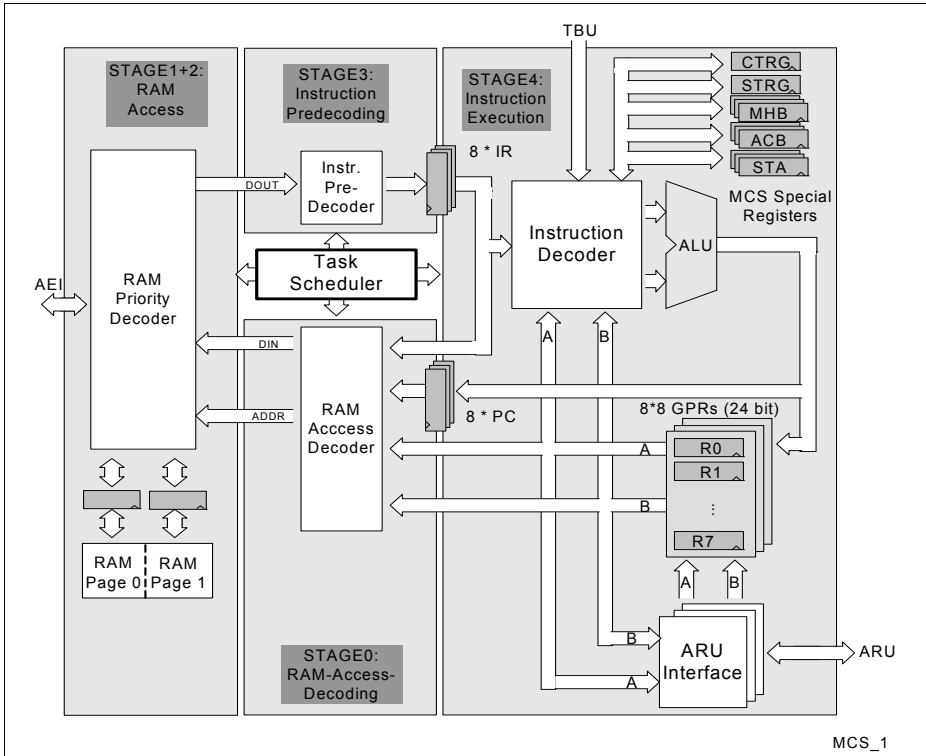 TBU
STAGE1+2:
RAM
Access
STAGE3:
Instruction
Predecoding
STAGE4:
Instruction
Execution
CTRG
STRG
MHB
ACB
STA
MCS Special
Registers
8 * IR
DOUT
Instr.
Pre-
Decoder
Instruction
Decoder
ALU
Task
Scheduler
AEI
RAM
Priority
Decoder
DIN
ADDR
RAM
Acccess
Decoder
8 * PC
A
B
8*8 GPRs (24 bit)
A
R0
R1
...
B
R7
RAM
Page 0
RAM
Page 1
A
B
STAGE0:
RAM-Access-
Decoding
B
A
ARU
Interface
ARU
MCS_1